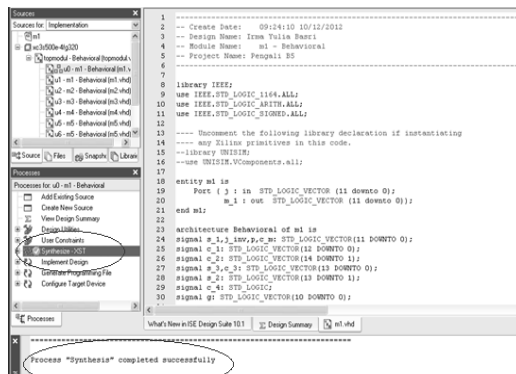 Sources
Sources for: Implementation
m1
xc3s500e-4fg320
topmodul - Behavioral (topmodul.v
u0 - m1 - Behavioral (m1.v
u1 - m1 - Behavioral (m1.vhd)
u2 - m2 - Behavioral (m2.vhd)
u3 - m3 - Behavioral (m3.vhd)
u4 - m4 - Behavioral (m4.vhd)
u5 - m5 - Behavioral (m5.vhd)
u6 - m5 - Behavioral (m5.vhd)
Source
Files
Snapsho
Librari
Processes
Processes for: u0 - m1 - Behavioral
Add Existing Source
Create New Source
View Design Summary
Design Utilities
User Constraints
Synthesize - XST
Implement Design
Generate Programming File
Configure Target Device
Processes
1 ----------------------------------------------------------------
2 -- Create Date: 09:24:10 10/12/2012
3 -- Design Name: Irma Yulia Basri
4 -- Module Name: m1 - Behavioral
5 -- Project Name: Pengali BS
6 ----------------------------------------------------------------
7
8 library IEEE;
9 use IEEE.STD_LOGIC_1164.ALL;
10 use IEEE.STD_LOGIC_ARITH.ALL;
11 use IEEE.STD_LOGIC_SIGNED.ALL;
12
13 ---- Uncomment the following library declaration if instantiating
14 ---- any Xilinx primitives in this code.
15 --library UNISIM;
16 --use UNISIM.VComponents.all;
17
18 entity m1 is
19 Port ( j : in STD_LOGIC_VECTOR (11 downto 0);
20 m_1 : out STD_LOGIC_VECTOR (11 downto 0));
21 end m1;
22
23 architecture Behavioral of m1 is
24 signal s_1,j_inv,p,c_m: STD_LOGIC_VECTOR(11 DOWNTO 0);
25 signal c_1: STD_LOGIC_VECTOR(12 DOWNTO 0);
26 signal c_2: STD_LOGIC_VECTOR(14 DOWNTO 1);
27 signal s_3,c_3: STD_LOGIC_VECTOR(13 DOWNTO 0);
28 signal s_2: STD_LOGIC_VECTOR(13 DOWNTO 1);
29 signal c_4: STD_LOGIC;
30 signal g: STD_LOGIC_VECTOR(10 DOWNTO 0);
What's New in ISE Design Suite 10.1
Design Summary
m1.vhd
Process "Synthesis" completed successfully